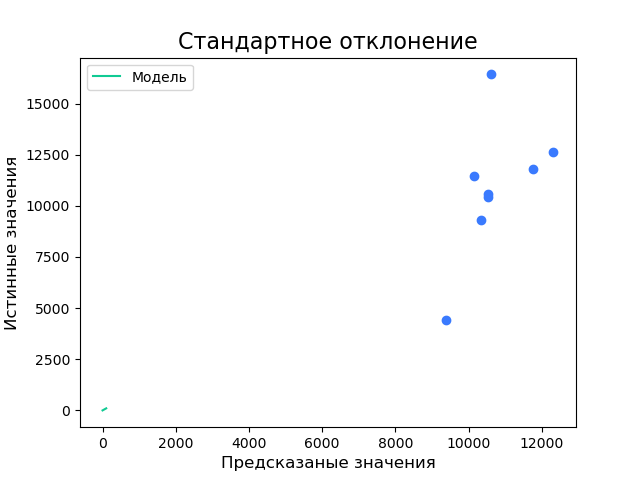 Стандартное отклонение
Модель
15000
12500
10000
7500
5000
2500
0
Истинные значения
0 2000 4000 6000 8000 10000 12000
Предсказаные значения